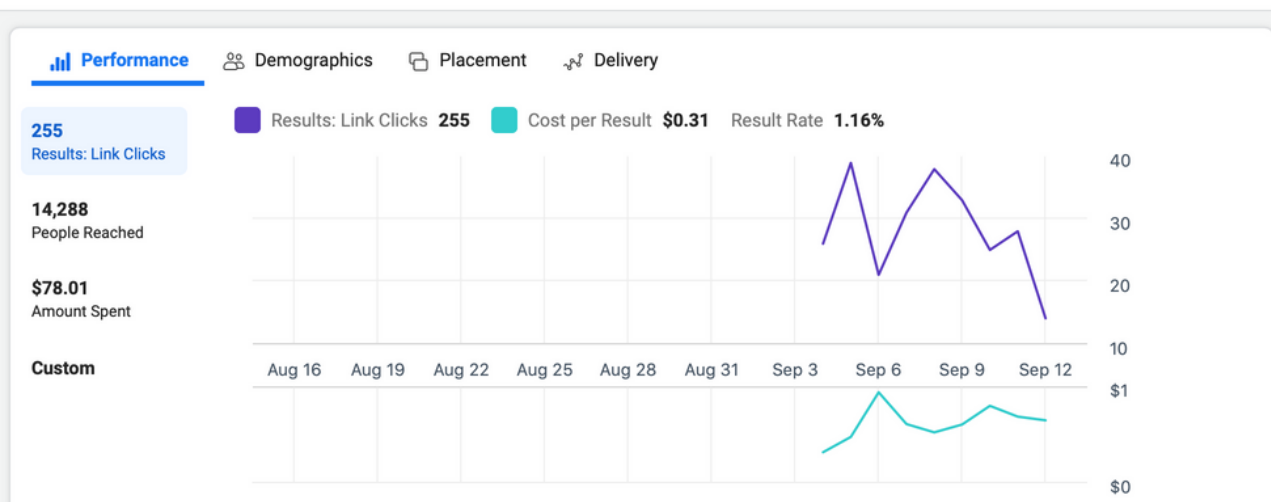 Performance Demographics Placement Delivery
255
Results: Link Clicks
14,288
People Reached
$78.01
Amount Spent
Custom
Results: Link Clicks 255 Cost per Result $0.31 Result Rate 1.16%
40
30
20
10
Aug 16 Aug 19 Aug 22 Aug 25 Aug 28 Aug 31 Sep 3 Sep 6 Sep 9 Sep 12
$1
$0